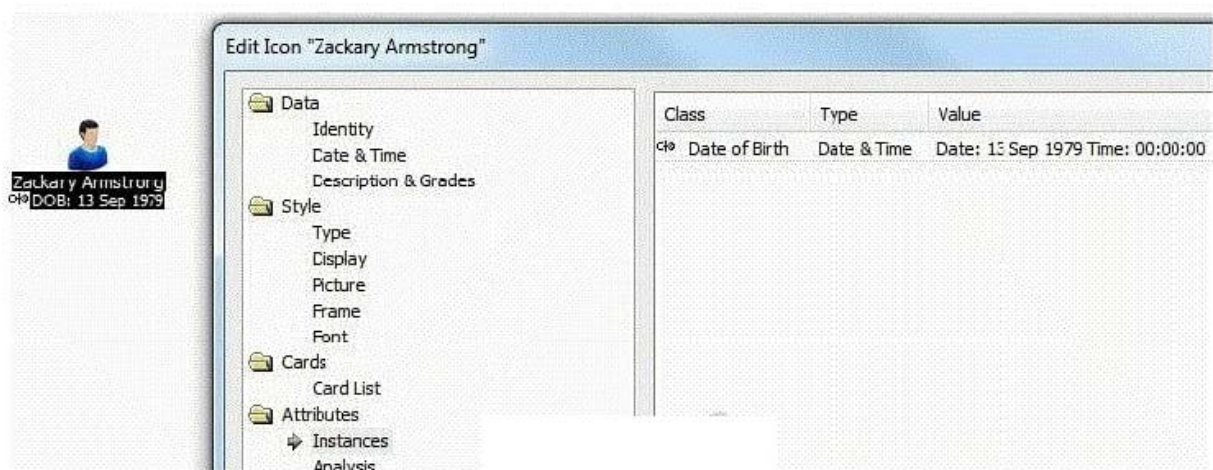 Edit Icon "Zackary Armstrong"
Data
Identity
Date & Time
Description & Grades
Style
Type
Display
Picture
Frame
Font
Cards
Card List
Attributes
Instances
Analysis
Class Type Value
Date of Birth Date & Time Date: 13 Sep 1979 Time: 00:00:00
Zackary Armstrong
DOB: 13 Sep 1979